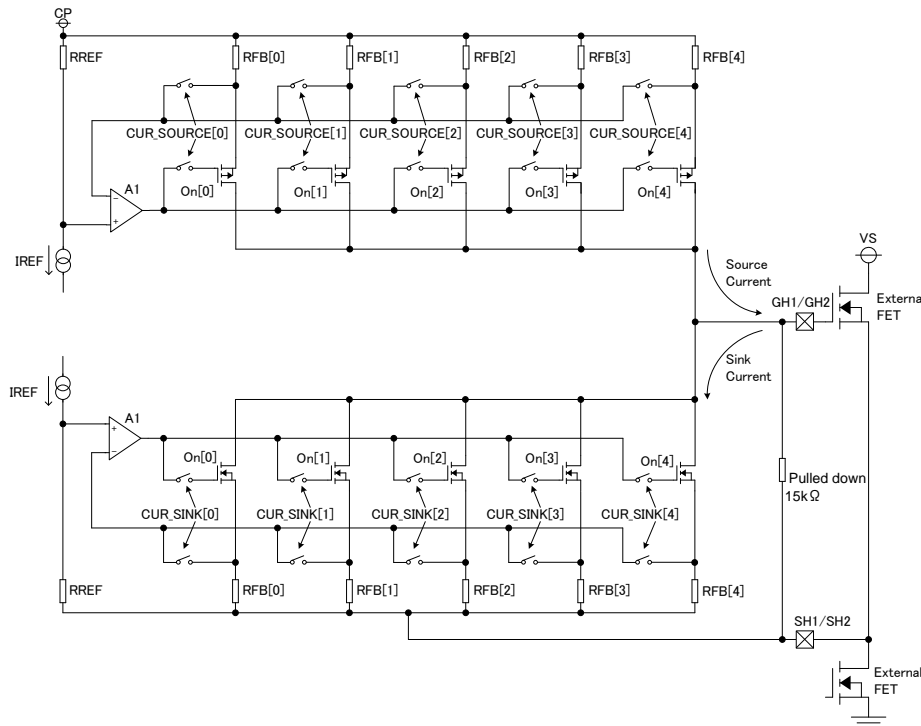 CP
RREF
RFB[0]
RFB[1]
RFB[2]
RFB[3]
RFB[4]
CUR_SOURCE[0]
CUR_SOURCE[1]
CUR_SOURCE[2]
CUR_SOURCE[3]
CUR_SOURCE[4]
A1
−
+
On[0]
On[1]
On[2]
On[3]
On[4]
IREF
Source
Current
VS
GH1/GH2
External
FET
Sink
Current
IREF
A1
+
−
On[0]
On[1]
On[2]
On[3]
On[4]
Pulled down
15kΩ
CUR_SINK[0]
CUR_SINK[1]
CUR_SINK[2]
CUR_SINK[3]
CUR_SINK[4]
RREF
RFB[0]
RFB[1]
RFB[2]
RFB[3]
RFB[4]
SH1/SH2
External
FET